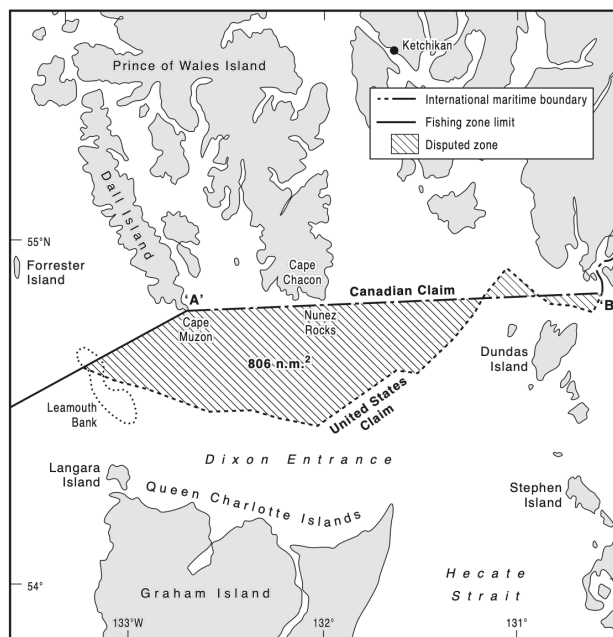 Ketchikan
Prince of Wales Island
International maritime boundary
Fishing zone limit
Disputed zone
Dall Island
55°N
Forrester
Island
Cape
Chacon
'A'
Canadian Claim
'B
Cape
Muzon
Nunez
Rocks
Dundas
Island
806 n.m.²
United States
Claim
Leamouth
Bank
Dixon Entrance
Langara
Island
Queen Charlotte Islands
Stephen
Island
Hecate
Strait
54°
Graham Island
133°W
132°
131°